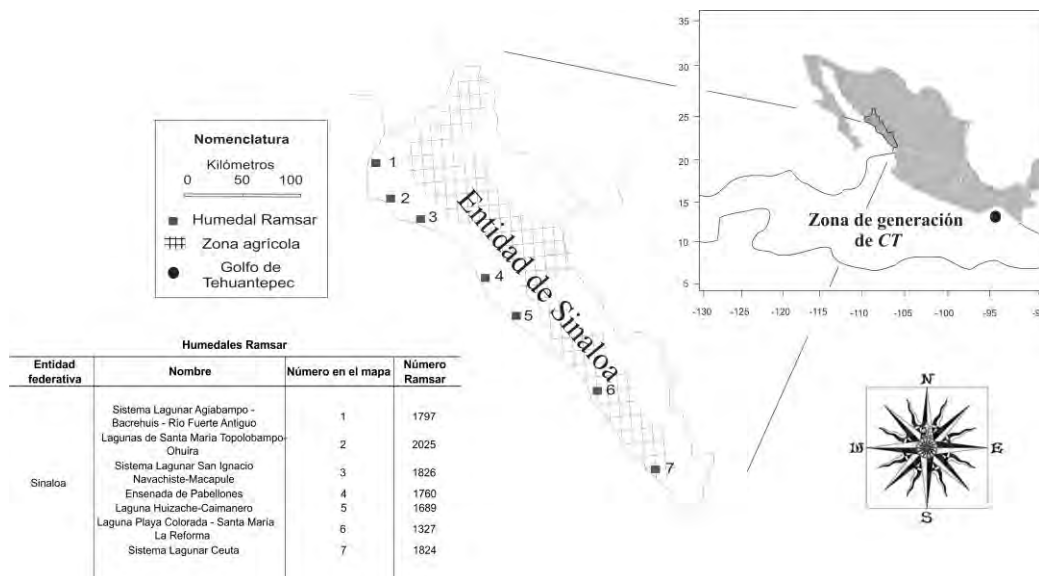 Nomenclatura
Kilómetros
0 50 100
Humedal Ramsar
Zona agrícola
Golfo de
Tehuantepec
1
2
3
4
5
6
7
Entidad de Sinaloa
35
30
25
20
15
10
5
-130 -125 -120 -115 -110 -105 -100 -95 -9
Zona de generación
de CT
Humedales Ramsar
Entidad
federativa
Nombre
Número en el mapa
Número
Ramsar
Sinaloa
Sistema Lagunar Agiabampo -
Bacrehuis - Río Fuerte Antiguo
1 1797
Lagunas de Santa María Topolobampo-
Ohuira
2 2025
Sistema Lagunar San Ignacio
Navachiste-Macapule
3 1826
Ensenada de Pabellones 4 1760
Laguna Huizache-Caimanero 5 1689
Laguna Playa Colorada - Santa María
La Reforma
6 1327
Sistema Lagunar Ceuta 7 1824
N
W E
S